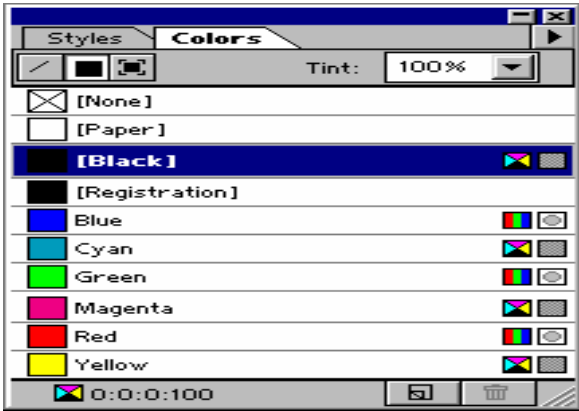 Styles Colors
Tint: 100%
[None]
[Paper]
[Black]
[Registration]
Blue
Cyan
Green
Magenta
Red
Yellow
0:0:0:100